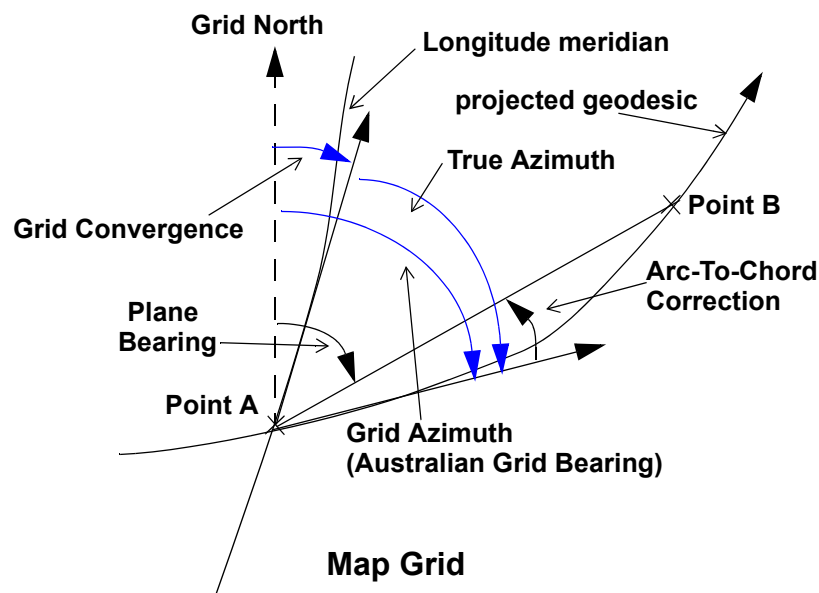 Grid North
Longitude meridian
projected geodesic
True Azimuth
Point B
Grid Convergence
Arc-To-Chord
Correction
Plane
Bearing
Point A
Grid Azimuth
(Australian Grid Bearing)
Map Grid